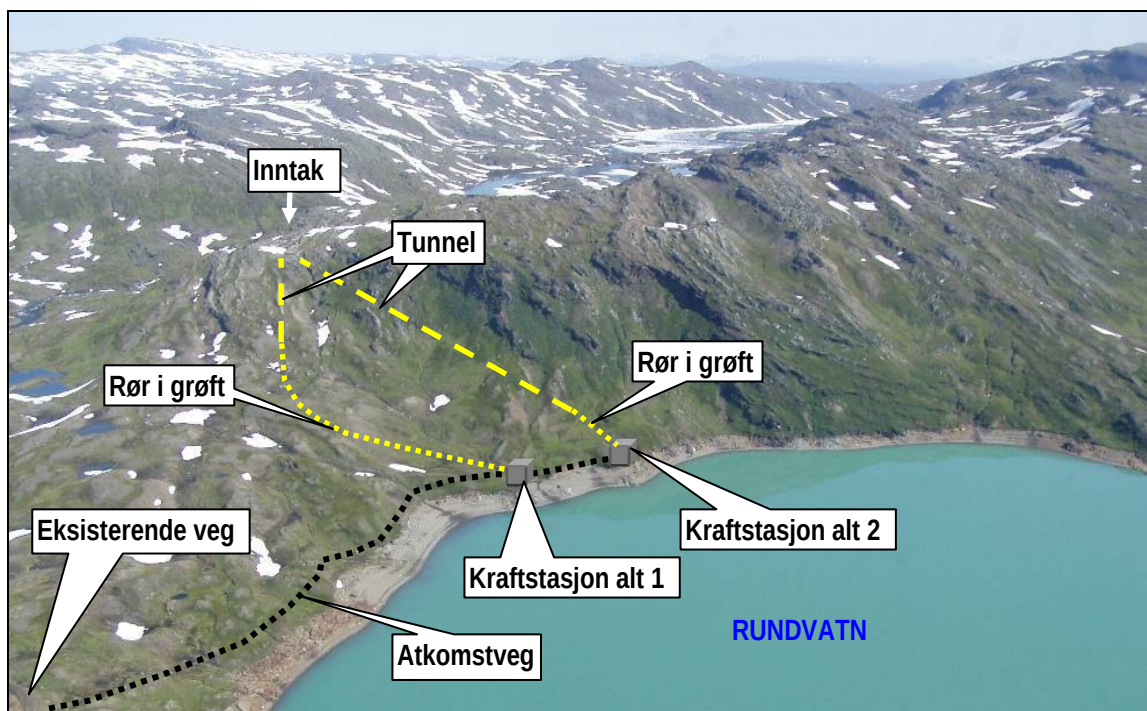 Inntak
Tunnel
Rør i grøft
Rør i grøft
Eksisterende veg
Kraftstasjon alt 2
Kraftstasjon alt 1
RUNDVATN
Atkomstveg